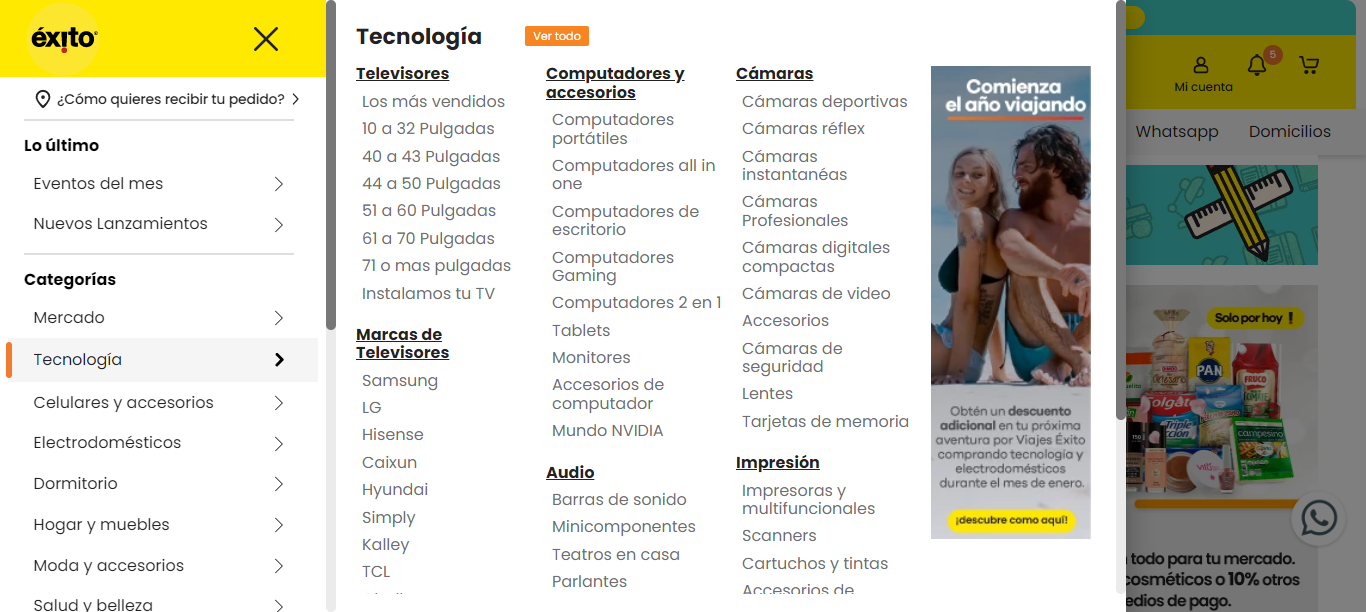 éxito
¿Cómo quieres recibir tu pedido?
Lo último
Eventos del mes
Nuevos Lanzamientos
Categorías
Mercado
Tecnología
Celulares y accesorios
Electrodomésticos
Dormitorio
Hogar y muebles
Moda y accesorios
Salud y belleza
Tecnología
Ver todo
Televisores
Los más vendidos
10 a 32 Pulgadas
40 a 43 Pulgadas
44 a 50 Pulgadas
51 a 60 Pulgadas
61 a 70 Pulgadas
71 o mas pulgadas
Instalamos tu TV
Marcas de
Televisores
Samsung
LG
Hisense
Caixun
Hyundai
Simply
Kalley
TCL
Computadores y
accesorios
Computadores
portátiles
Computadores all in
one
Computadores de
escritorio
Computadores
Gaming
Computadores 2 en 1
Tablets
Monitores
Accesorios de
computador
Mundo NVIDIA
Audio
Barras de sonido
Minicomponentes
Teatros en casa
Parlantes
Cámaras
Cámaras deportivas
Cámaras réflex
Cámaras
instantanéas
Cámaras
Profesionales
Cámaras digitales
compactas
Cámaras de video
Accesorios
Cámaras de
seguridad
Lentes
Tarjetas de memoria
Impresión
Impresoras y
multifuncionales
Scanners
Cartuchos y tintas
Accesorios de
Comienza
el año viajando
Obtén un descuento
adicional en tu próxima
aventura por Viajes Éxito
comprando tecnología y
electrodomésticos
durante el mes de enero.
¡descubre como aquí!
5
Mi cuenta
Whatsapp
Domicilios
Solo por hoy !
PAN
FRUCO
Colgate
Triple
campesino
todo para tu mercado.
cosméticos o 10% otros
edios de pago.